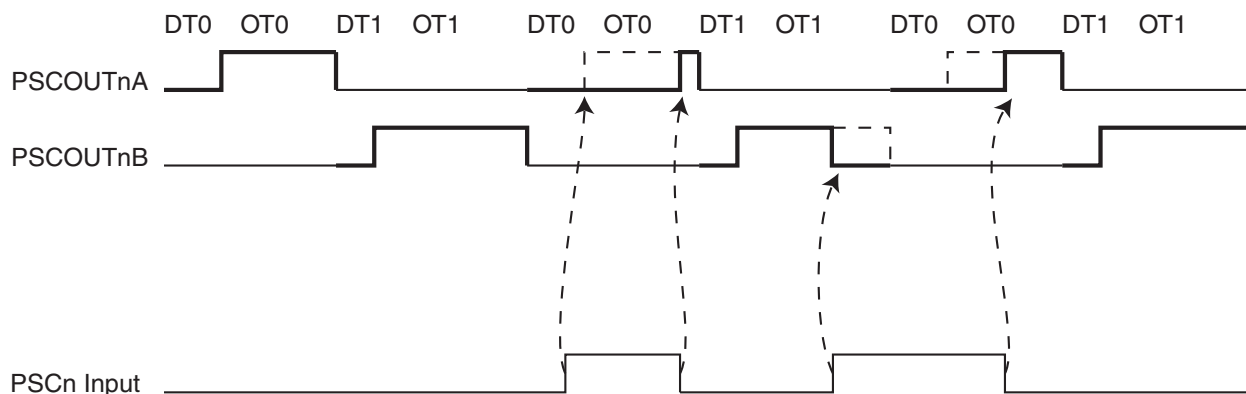 DT0 OT0 DT1 OT1 DT0 OT0 DT1 OT1 DT0 OT0 DT1 OT1
PSCOUTnA
PSCOUTnB
PSCn Input